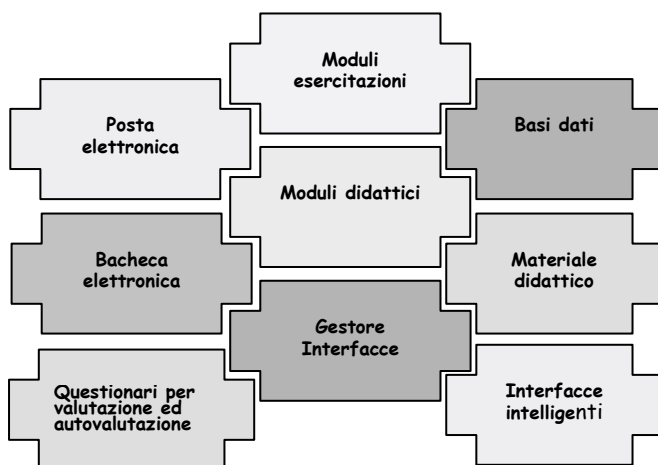 Moduli
esercitazioni
Posta
elettronica
Basi dati
Moduli didattici
Bacheca
elettronica
Materiale
didattico
Gestore
Interfacce
Questionari per
valutazione ed
autovalutazione
Interfacce
intelligenti